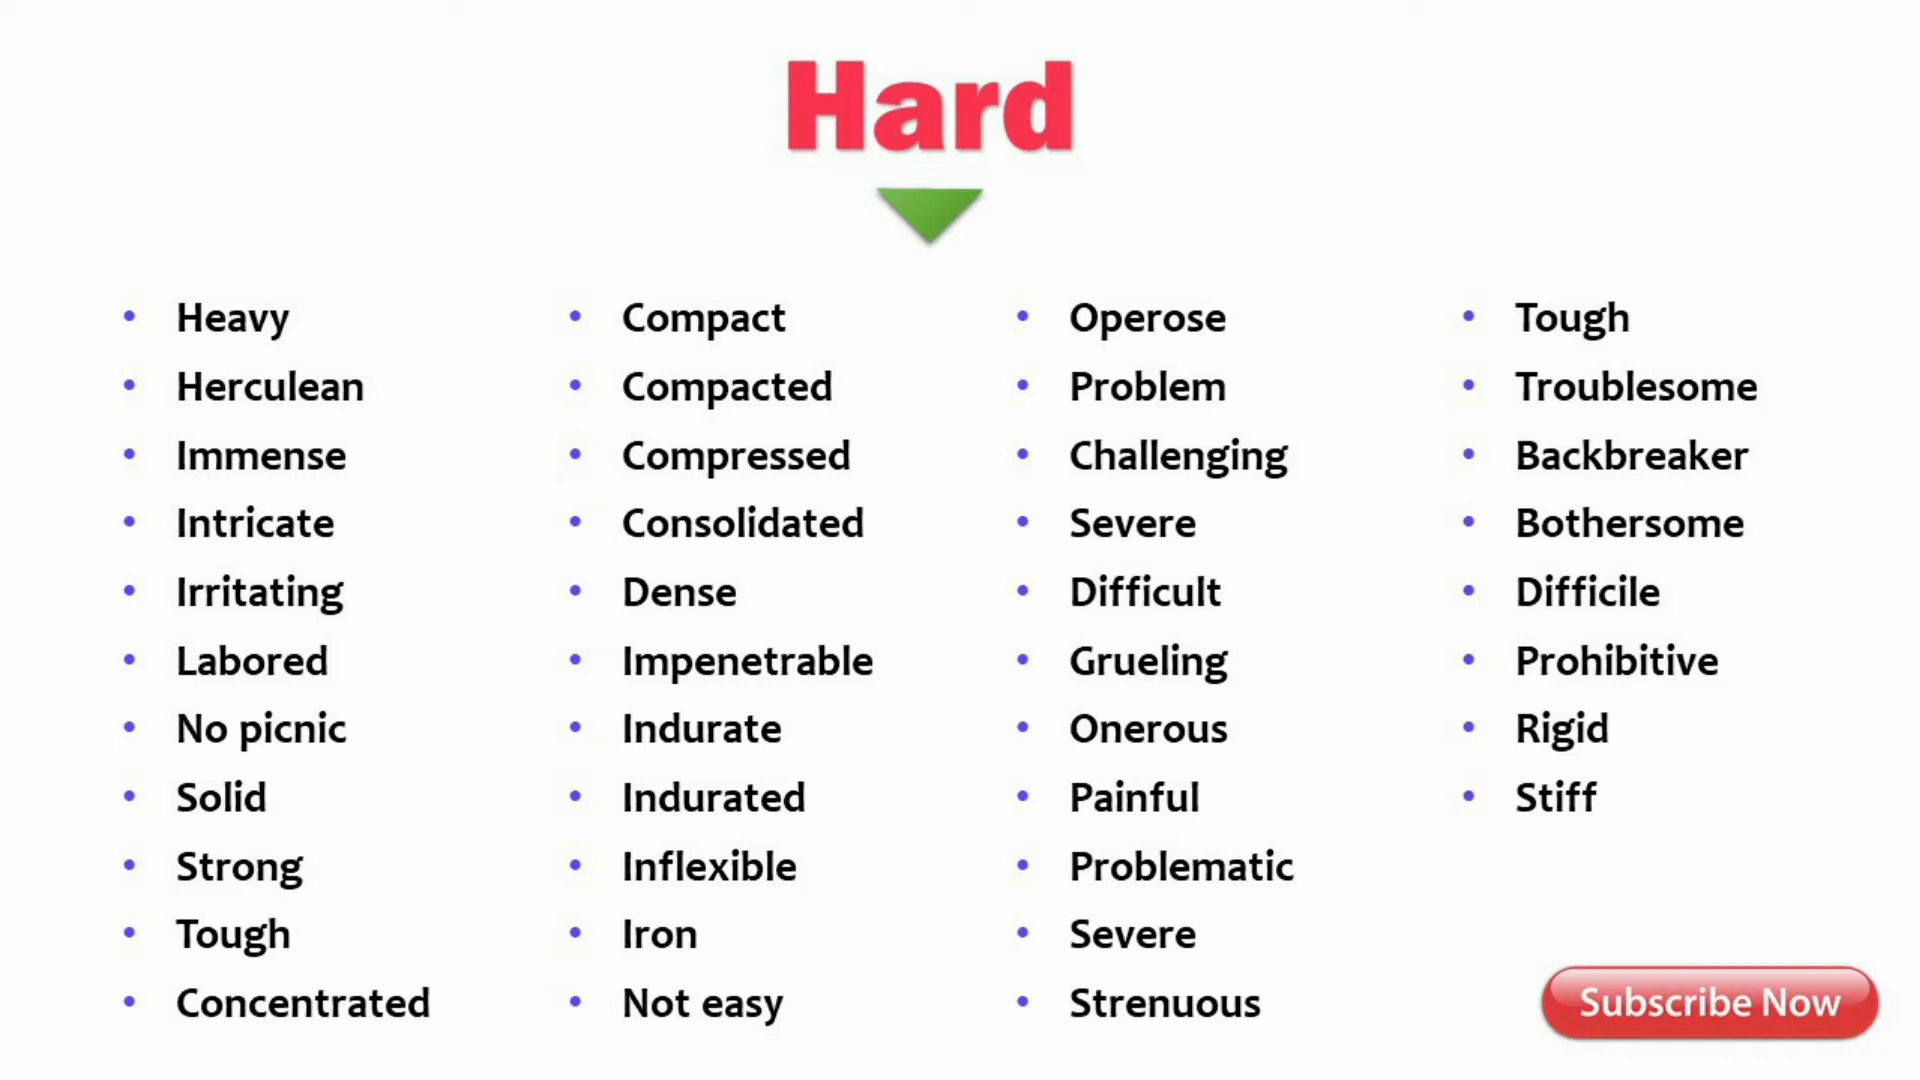 Hard
• Heavy
• Herculean
• Immense
• Intricate
• Irritating
• Labored
• No picnic
• Solid
• Strong
• Tough
• Concentrated
• Compact
• Compacted
• Compressed
• Consolidated
• Dense
• Impenetrable
• Indurate
• Indurated
• Inflexible
• Iron
• Not easy
• Operose
• Problem
• Challenging
• Severe
• Difficult
• Grueling
• Onerous
• Painful
• Problematic
• Severe
• Strenuous
• Tough
• Troublesome
• Backbreaker
• Bothersome
• Difficile
• Prohibitive
• Rigid
• Stiff
Subscribe Now